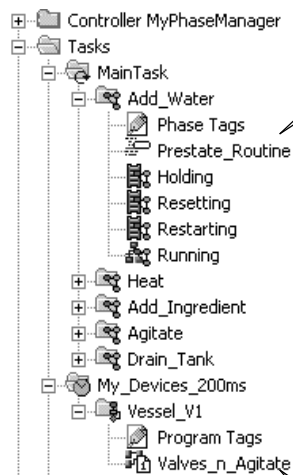 Controller MyPhaseManager
Tasks
MainTask
Add_Water
Phase Tags
Prestate_Routine
Holding
Resetting
Restarting
Running
Heat
Add_Ingredient
Agitate
Drain_Tank
My_Devices_200ms
Vessel_V1
Program Tags
Valves_n_Agitate